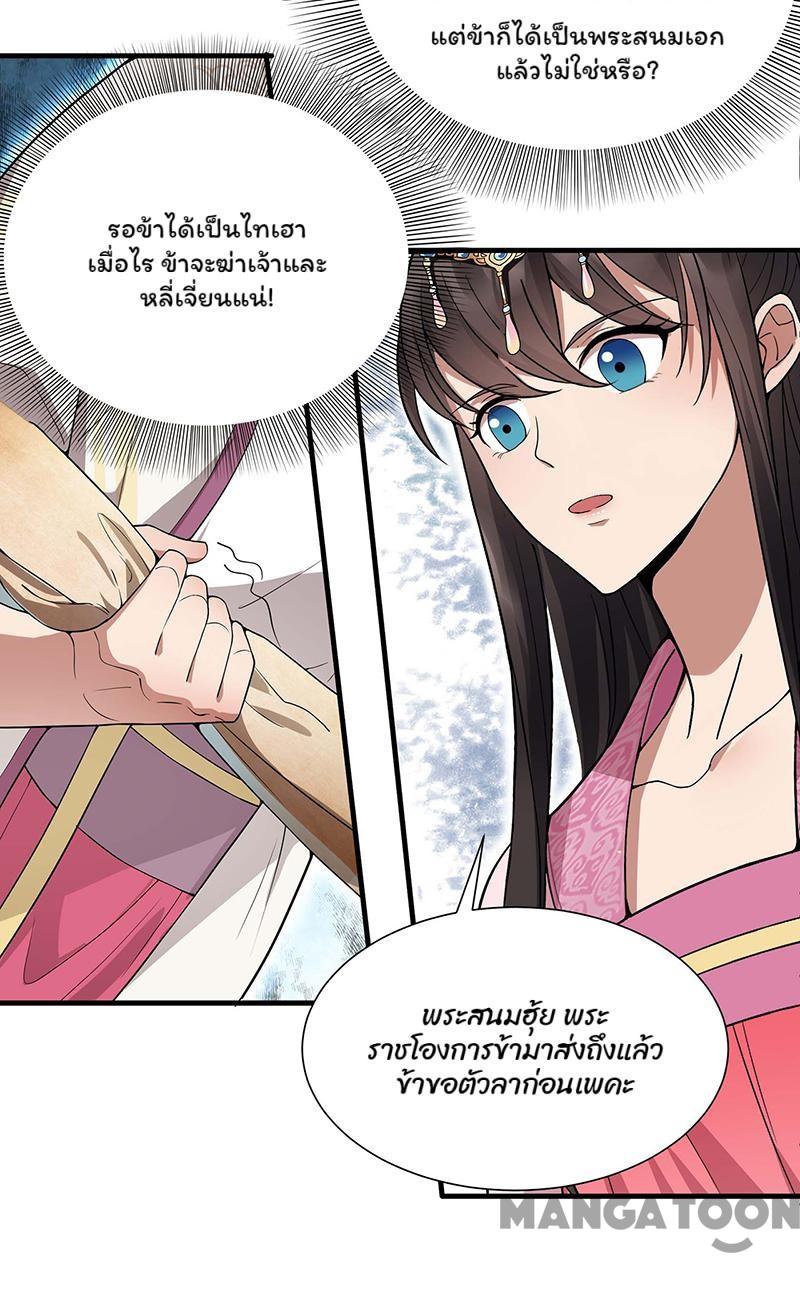 แต่ข้าก็ได้เป็นพระสนมเอก
แล้วไม่ใช่หรือ?
รอข้าได้เป็นไทเฮา
เมื่อไร ข้าจะฆ่าเจ้าและ
หลี่เจี่ยนแน่!
พระสนมฮุ้ย พระ
ราชโองการข้ามาส่งถึงแล้ว
ข้าขอตัวลาก่อนเพคะ
MANGATOON